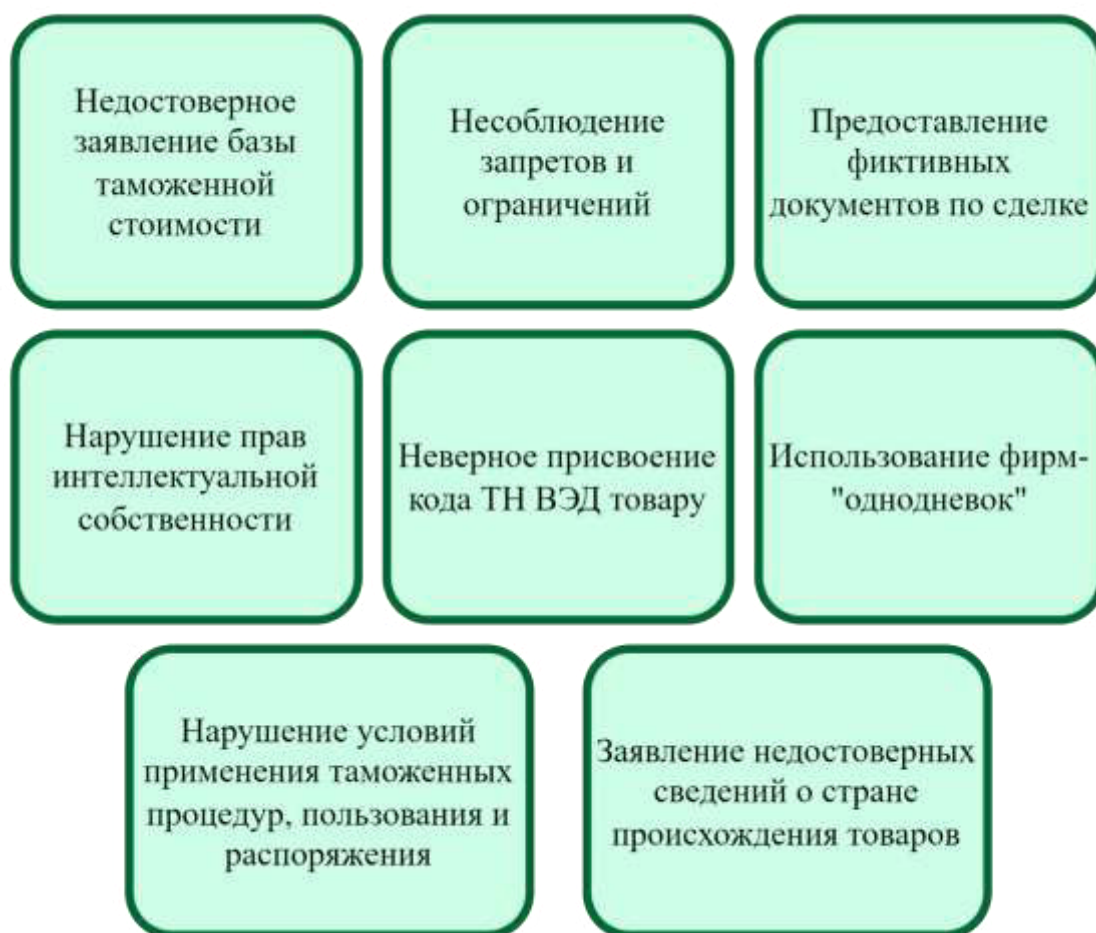 Недостоверное
заявление базы
таможенной
стоимости
Несоблюдение
запретов и
ограничений
Предоставление
фиктивных
документов по сделке
Нарушение прав
интеллектуальной
собственности
Неверное присвоение
кода ТН ВЭД товару
Использование фирм-
"однодневок"
Нарушение условий
применения таможенных
процедур, пользования и
распоряжения
Заявление недостоверных
сведений о стране
происхождения товаров